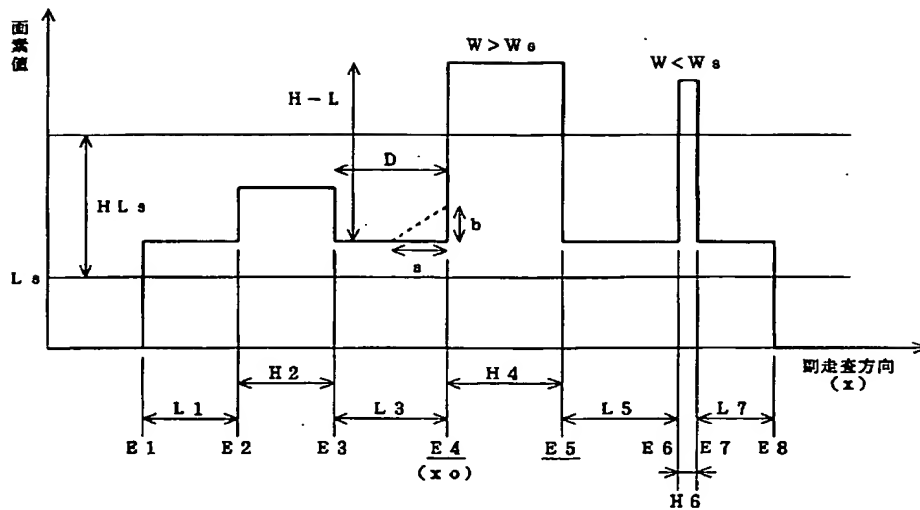 画素値
W>Ws
W<Ws
H-L
D
HLs
b
a
Ls
副走査方向
(x)
H2
H4
L1
L3
L5
L7
E1
E2
E3
E4
(xo)
E5
E6
E7
E8
H6